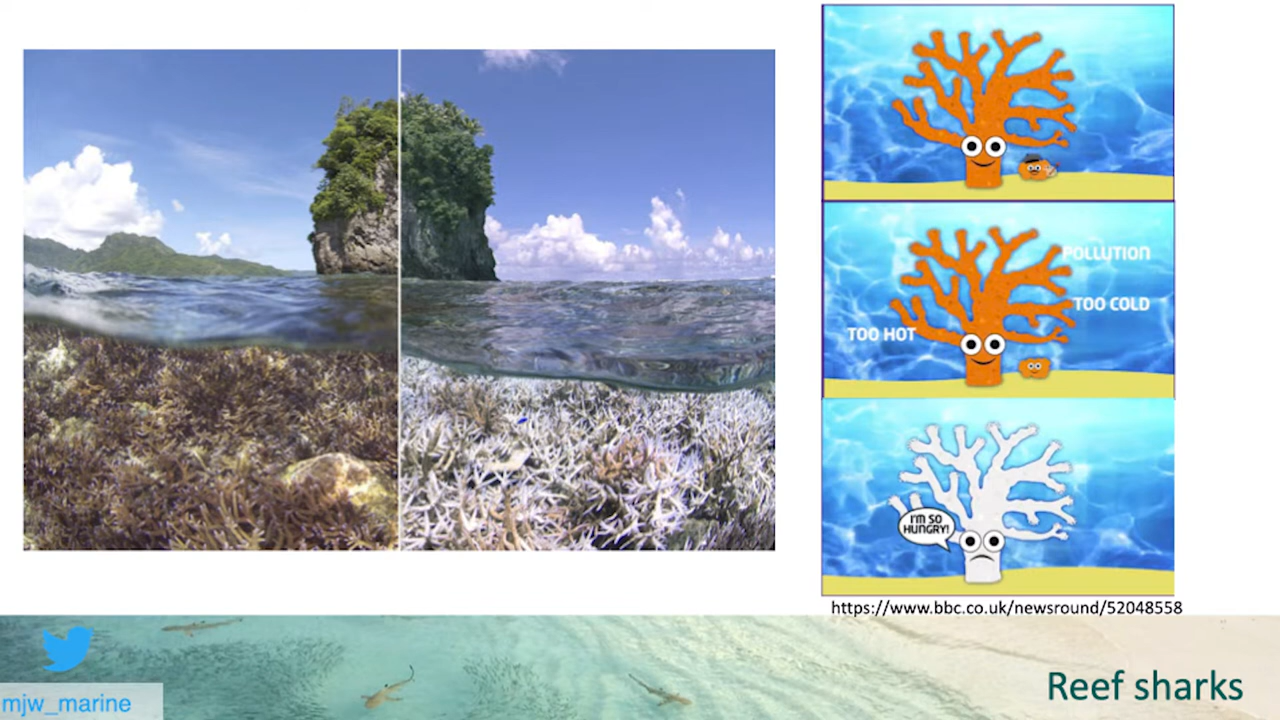 POLLUTION
TOO COLD
TOO HOT
I'M SO
HUNGRY!
https://www.bbc.co.uk/newsround/52048558
mjw_marine
Reef sharks